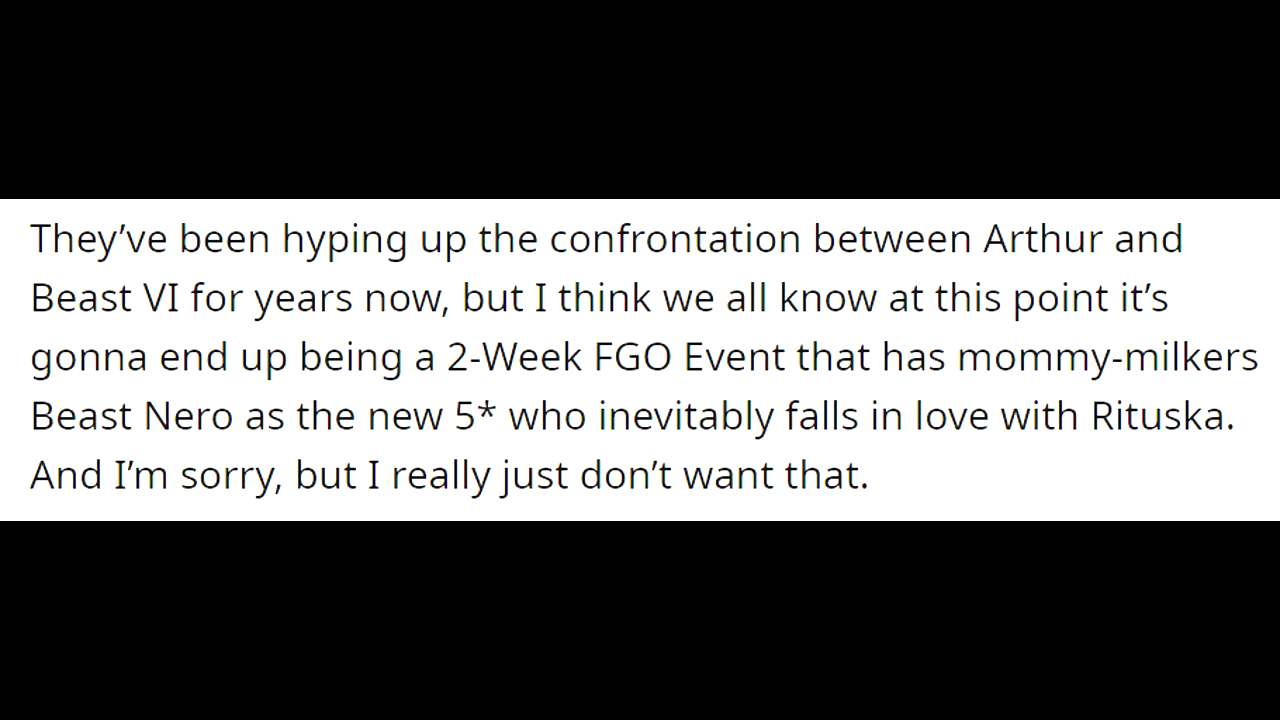 They’ve been hyping up the confrontation between Arthur and
Beast VI for years now, but I think we all know at this point it’s
gonna end up being a 2-Week FGO Event that has mommy-milkers
Beast Nero as the new 5* who inevitably falls in love with Rituska.
And I’m sorry, but I really just don’t want that.